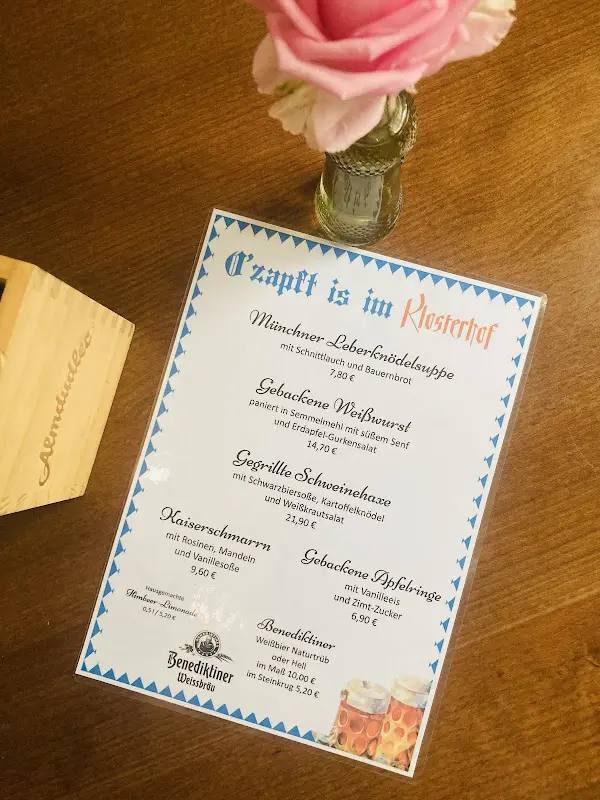 O'zapft is im Klosterhof
Münchner Leberknödelsuppe
mit Schnittlauch und Bauernbrot
7,80 €
Gebackene Weißwurst
paniert in Semmelmehl mit süßem Senf
und Erdapfel-Gurkensalat
14,70 €
Gegrillte Schweinehaxe
mit Schwarzbiersoße, Kartoffelknödel
und Weißkrautsalat
21,90 €
Kaiserschmarrn
mit Rosinen, Mandeln
und Vanillesoße
9,60 €
Gebackene Apfelringe
mit Vanilleeis
und Zimt-Zucker
6,90 €
Hausgemachte
Himbeer Limonade
0,5 l / 5,20 €
Benediktiner
Weißbier Naturtrüb
oder Hell
im Maß 10,00 €
im Steinkrug 5,20 €
Benediktiner
Weissbräu
Almdudler